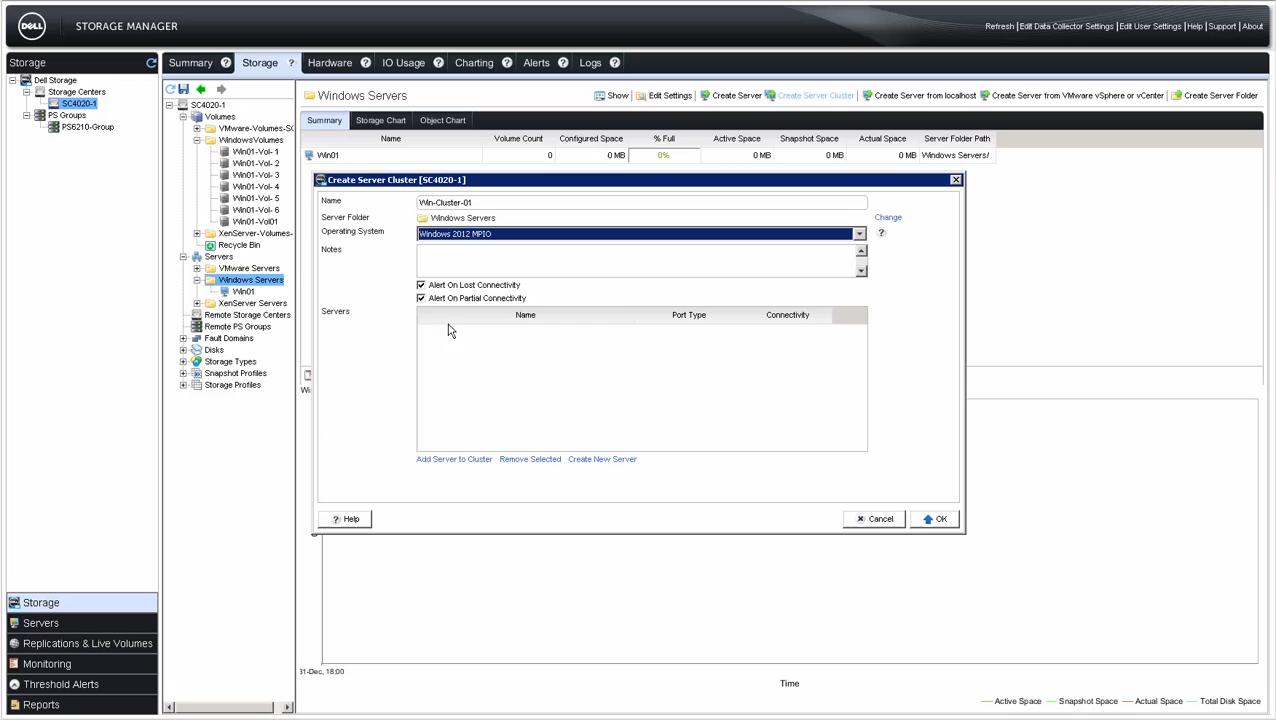 DELL
STORAGE MANAGER
Refresh | Edit Data Collector Settings | Edit User Settings | Help | Support | About
Storage
Summary ? Storage ? Hardware ? IO Usage ? Charting ? Alerts ? Logs ?
Dell Storage
Storage Centers
SC4020-1
PS Groups
PS6210-Group
SC4020-1
Volumes
VMware-Volumes-SC
WindowsVolumes
Win01-Vol- 1
Win01-Vol- 2
Win01-Vol- 3
Win01-Vol- 4
Win01-Vol- 5
Win01-Vol- 6
Win01-Vol01
XenServer-Volumes-
Recycle Bin
Servers
VMware Servers
Windows Servers
Win01
XenServer Servers
Remote Storage Centers
Remote PS Groups
Fault Domains
Disks
Storage Types
Snapshot Profiles
Storage Profiles
Windows Servers
Show Edit Settings Create Server Create Server Cluster Create Server from localhost Create Server from VMware vSphere or vCenter Create Server Folder
Summary Storage Chart Object Chart
Name Volume Count Configured Space % Full Active Space Snapshot Space Actual Space Server Folder Path
Win01 0 0 MB 0% 0 MB 0 MB 0 MB Windows Servers/
Create Server Cluster [SC4020-1]
Name Win-Cluster-01
Server Folder Windows Servers Change
Operating System Windows 2012 MPIO ?
Notes
Alert On Lost Connectivity
Alert On Partial Connectivity
Servers Name Port Type Connectivity
Add Server to Cluster Remove Selected Create New Server
? Help Cancel OK
Wi
31-Dec, 18:00
Time
Active Space Snapshot Space Actual Space Total Disk Space
Storage
Servers
Replications & Live Volumes
Monitoring
Threshold Alerts
Reports